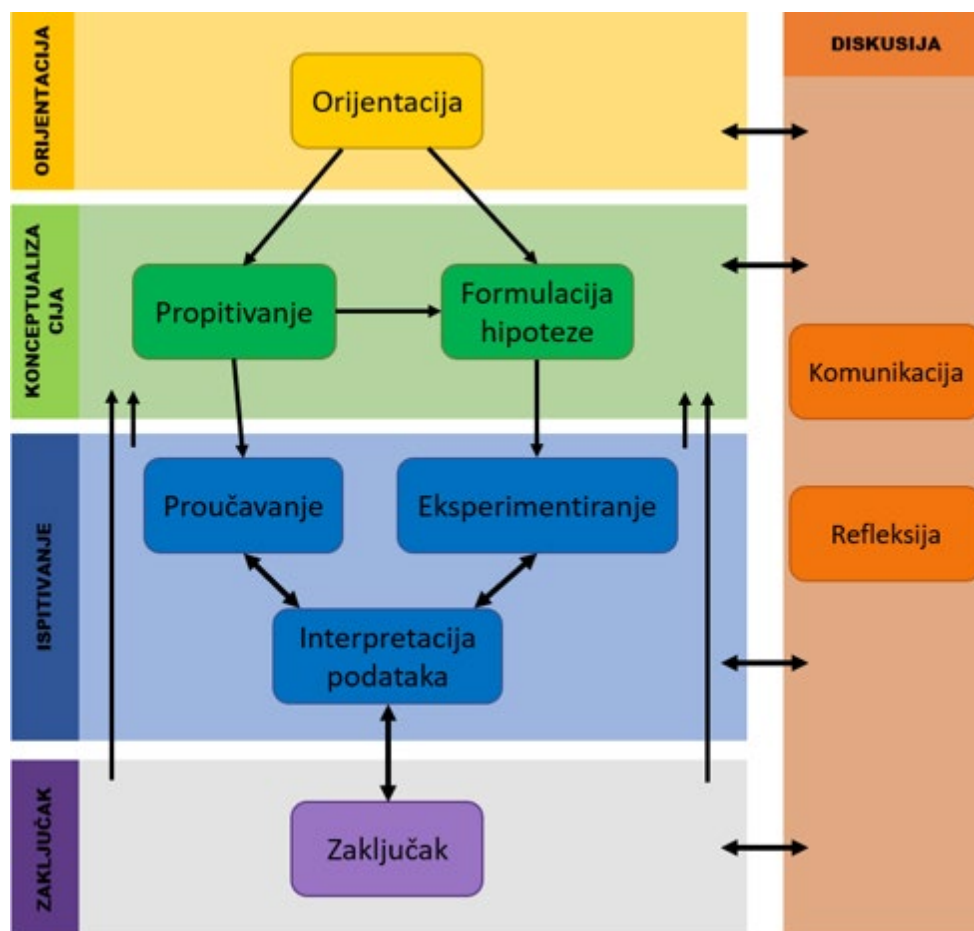 ORIJENTACIJA
Orijentacija
KONCEPTUALIZA
CIJA
Propitivanje
Formulacija
hipoteze
ISPITIVANJE
Proučavanje
Eksperimentiranje
Interpretacija
podataka
ZAKLJUČAK
Zaključak
DISKUSIJA
Komunikacija
Refleksija